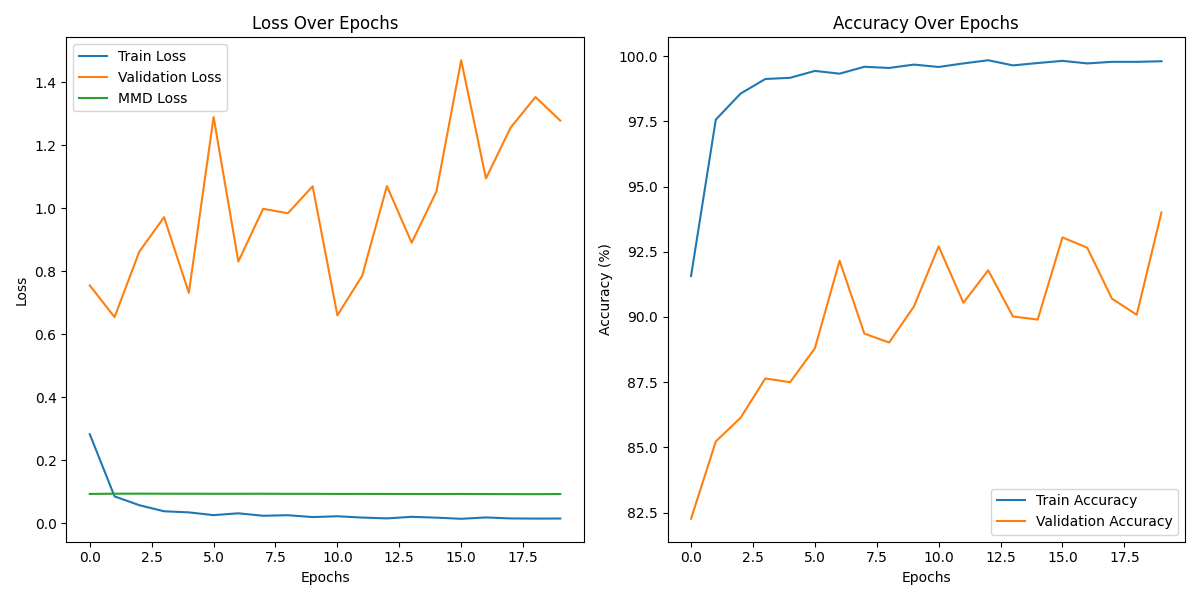 Loss Over Epochs
Train Loss
Validation Loss
MMD Loss
1.4
1.2
1.0
0.8
0.6
0.4
0.2
0.0
Loss
0.0 2.5 5.0 7.5 10.0 12.5 15.0 17.5
Epochs
Accuracy Over Epochs
100.0
97.5
95.0
92.5
90.0
87.5
85.0
82.5
Accuracy (%)
Train Accuracy
Validation Accuracy
0.0 2.5 5.0 7.5 10.0 12.5 15.0 17.5
Epochs